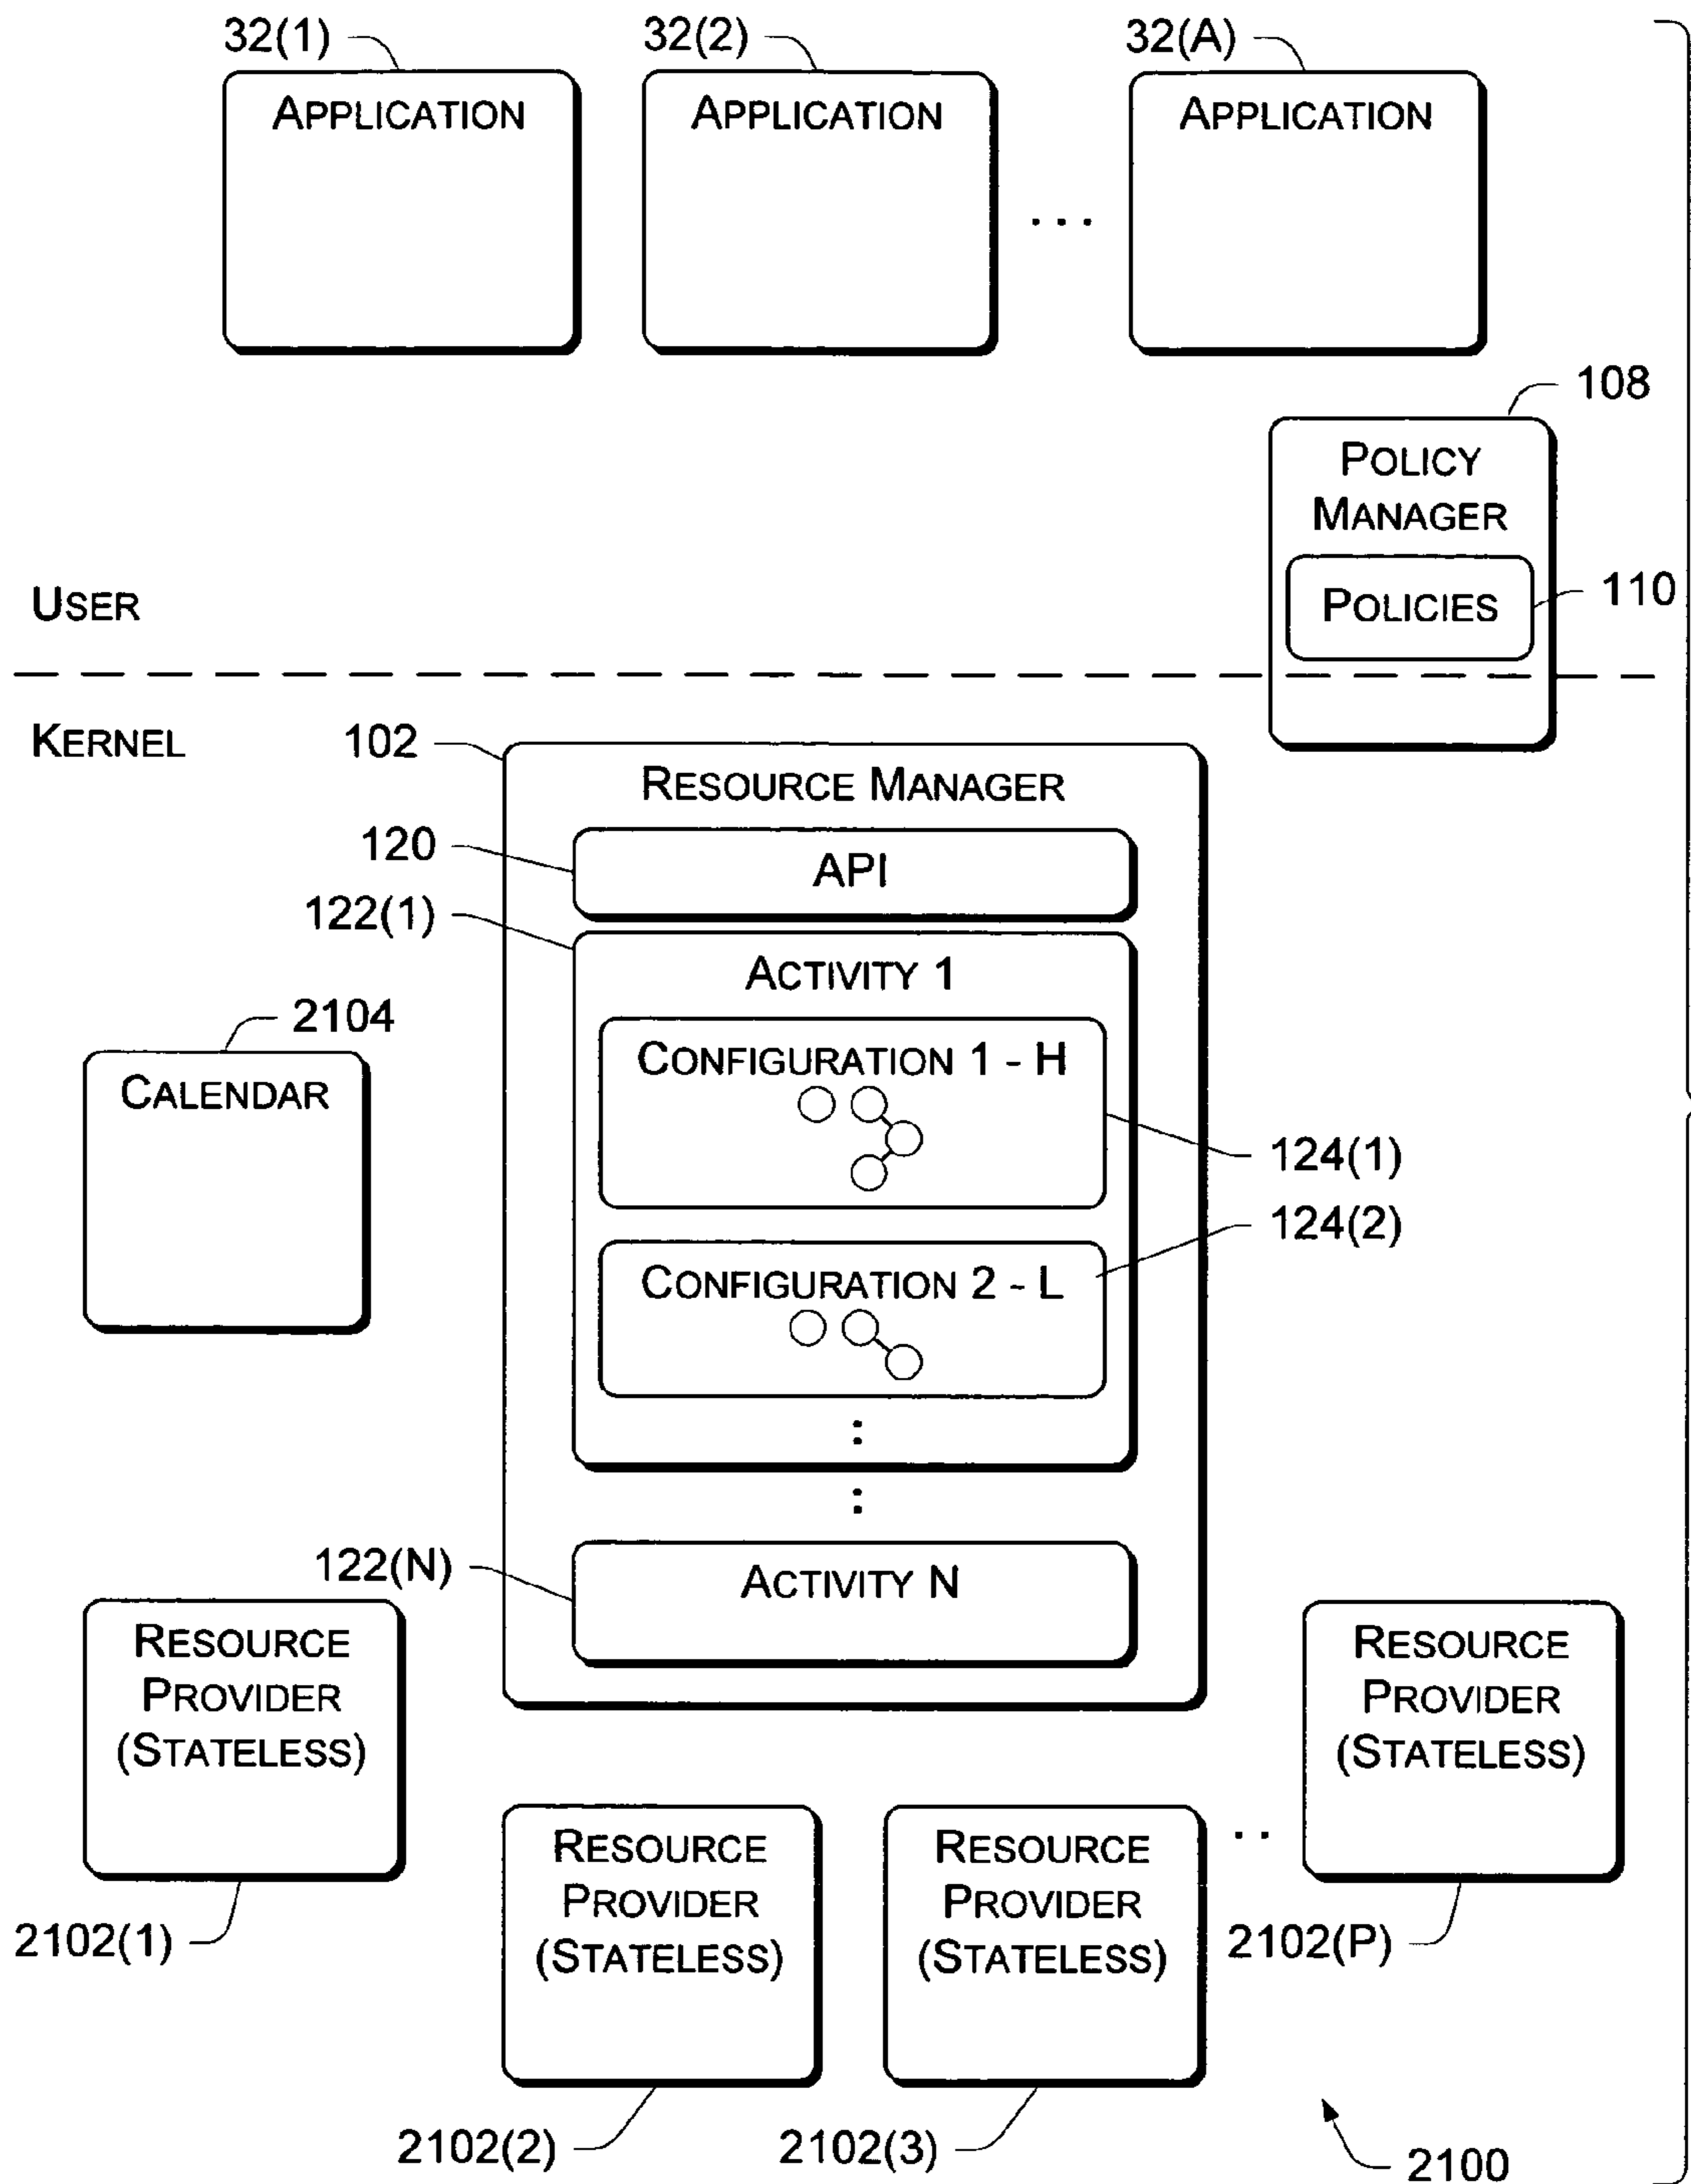 32(1) 32(2) 32(A)
APPLICATION APPLICATION APPLICATION
. . .
108
POLICY
MANAGER
POLICIES
110
USER
KERNEL
102
RESOURCE MANAGER
120
API
122(1)
ACTIVITY 1
2104
CALENDAR
CONFIGURATION 1 - H
124(1)
124(2)
CONFIGURATION 2 - L
122(N)
ACTIVITY N
RESOURCE
PROVIDER
(STATELESS)
2102(1)
RESOURCE
PROVIDER
(STATELESS)
2102(2)
RESOURCE
PROVIDER
(STATELESS)
2102(3)
. .
RESOURCE
PROVIDER
(STATELESS)
2102(P)
2100